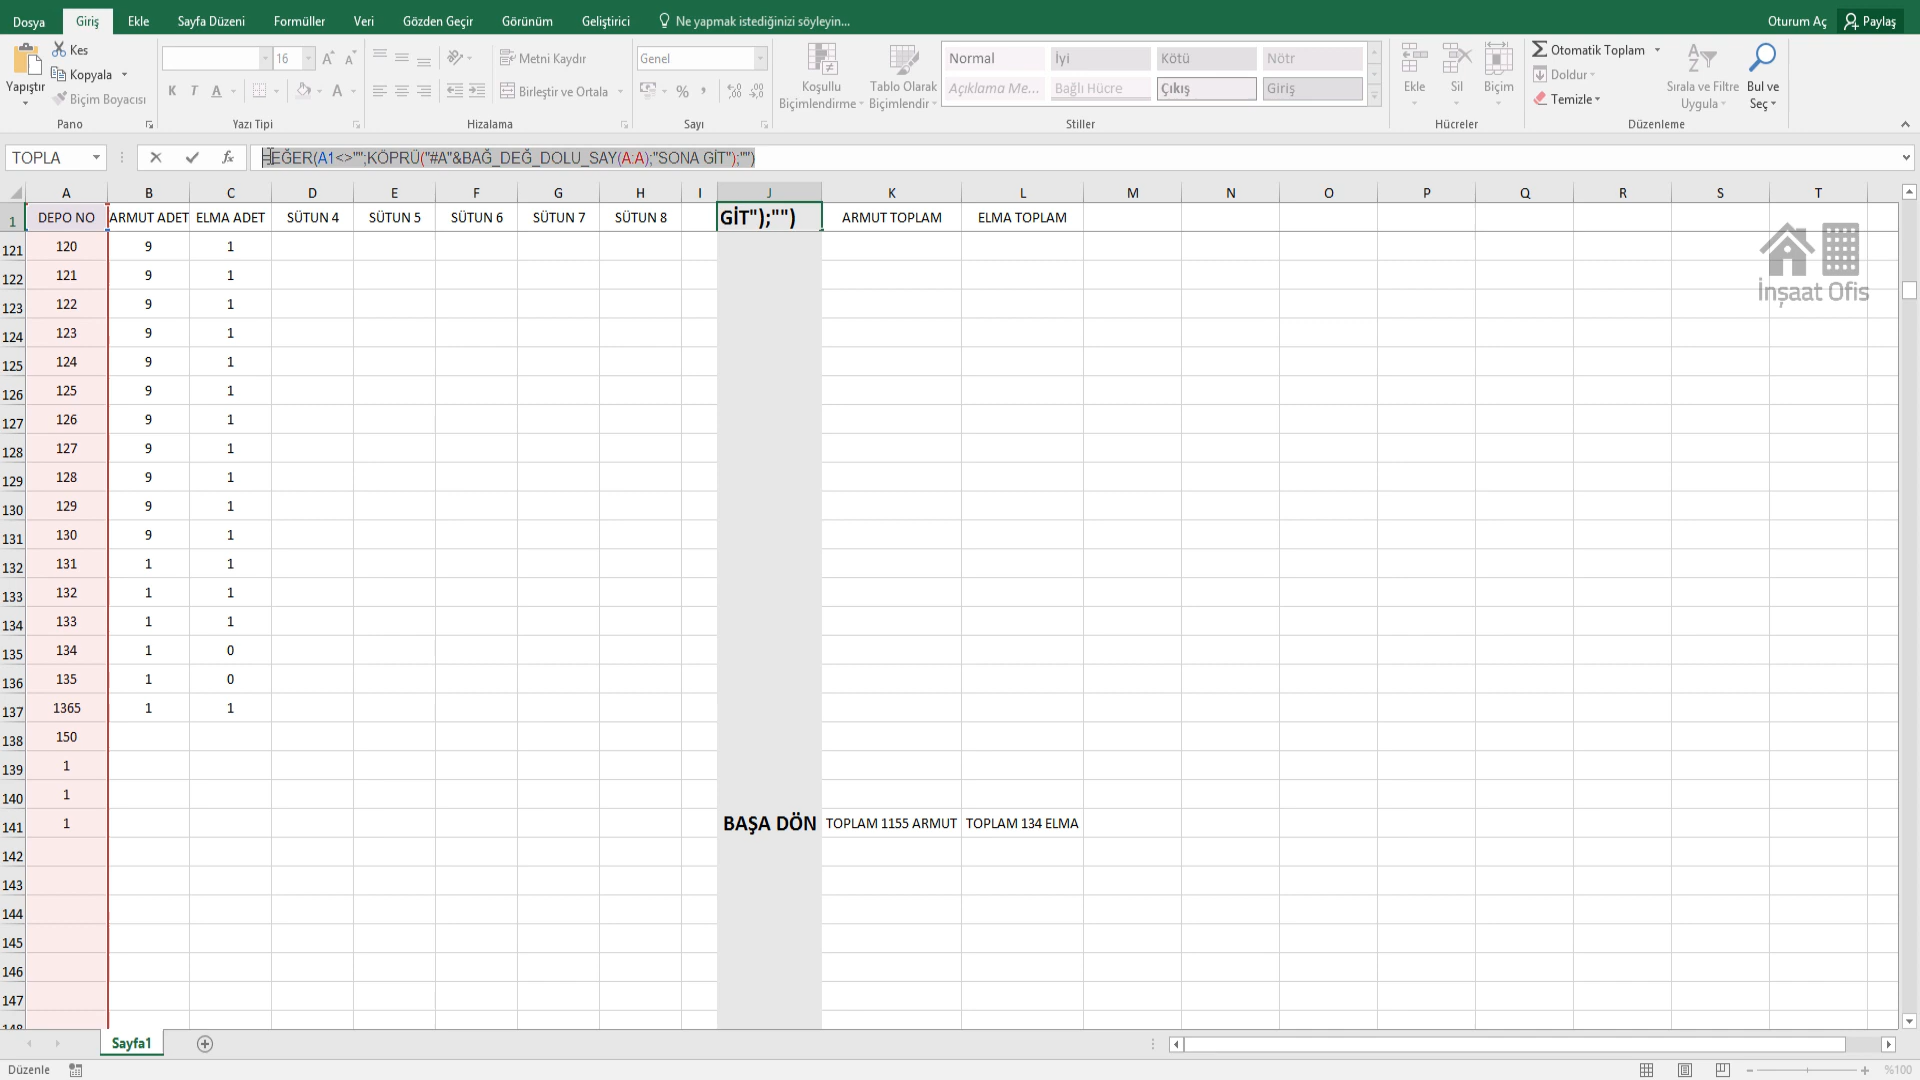 Dosya Giriş Ekle Sayfa Düzeni Formüller Veri Gözden Geçir Görünüm Geliştirici Ne yapmak istediğinizi söyleyin... Oturum Aç Paylaş
Yapıştır
Kes
Kopyala
Biçim Boyacısı
Pano
16
K T A
Yazı Tipi
Metni Kaydır
Birleştir ve Ortala
Hizalama
Genel
Sayı
Koşullu Biçimlendirme
Tablo Olarak Biçimlendir
Normal İyi Kötü Nötr
Açıklama Me... Bağlı Hücre Çıkış Giriş
Stiller
Ekle Sil Biçim
Hücreler
Otomatik Toplam
Doldur
Temizle
Sırala ve Filtre Uygula
Bul ve Seç
Düzenleme
TOPLA =EĞER(A1<>"";KÖPRÜ("#A"&BAĞ_DEĞ_DOLU_SAY(A:A);"SONA GİT");"")
A B C D E F G H I J K L M N O P Q R S T
1 DEPO NO ARMUT ADET ELMA ADET SÜTUN 4 SÜTUN 5 SÜTUN 6 SÜTUN 7 SÜTUN 8 GİT");"") ARMUT TOPLAM ELMA TOPLAM
121 120 9 1
122 121 9 1
123 122 9 1
124 123 9 1
125 124 9 1
126 125 9 1
127 126 9 1
128 127 9 1
129 128 9 1
130 129 9 1
131 130 9 1
132 131 1 1
133 132 1 1
134 133 1 1
135 134 1 0
136 135 1 0
137 1365 1 1
138 150
139 1
140 1
141 1 BAŞA DÖN TOPLAM 1155 ARMUT TOPLAM 134 ELMA
142
143
144
145
146
147
148
İnşaat Ofis
Sayfa1
Düzenle
%100